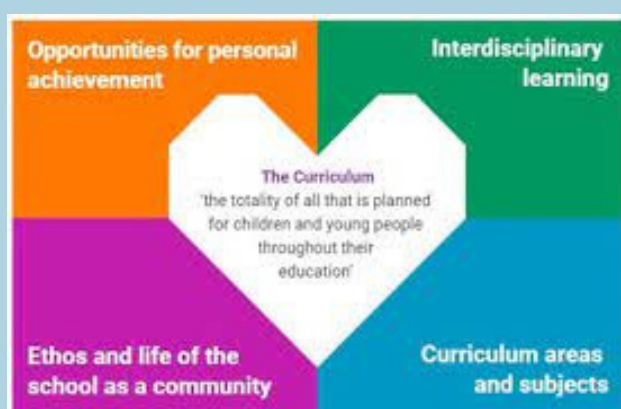 Opportunities for personal
achievement
Interdisciplinary
learning
The Curriculum
'the totality of all that is planned
for children and young people
throughout their
education'
Ethos and life of the
school as a community
Curriculum areas
and subjects